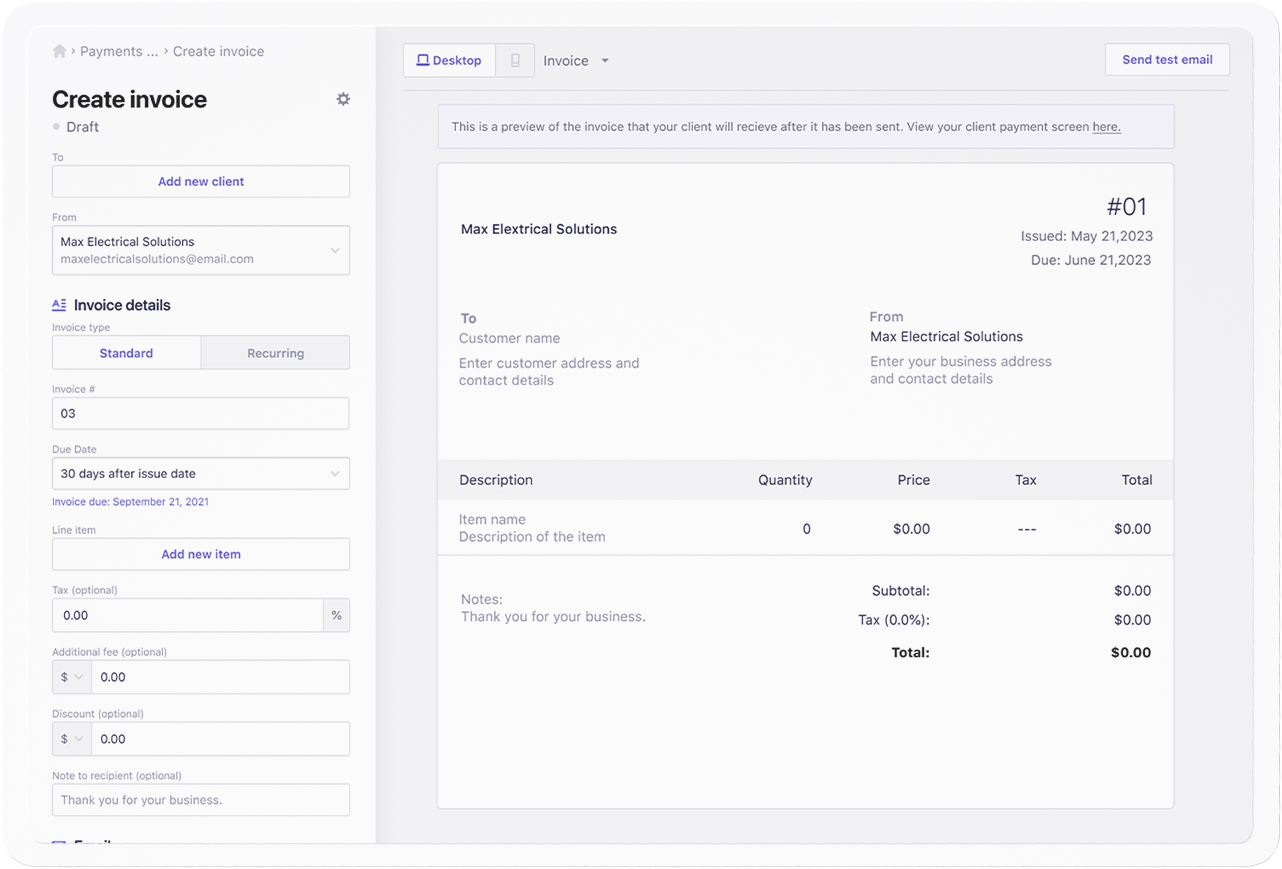 Payments ... › Create invoice
Create invoice
Draft
To
Add new client
From
Max Electrical Solutions
maxelectricalsolutions@email.com
Invoice details
Invoice type
Standard Recurring
Invoice #
03
Due Date
30 days after issue date
Invoice due: September 21, 2021
Line item
Add new item
Tax (optional)
0.00 %
Additional fee (optional)
$ 0.00
Discount (optional)
$ 0.00
Note to recipient (optional)
Thank you for your business.
Desktop Invoice Send test email
This is a preview of the invoice that your client will recieve after it has been sent. View your client payment screen here.
#01
Max Elextrical Solutions
Issued: May 21,2023
Due: June 21,2023
To
Customer name
Enter customer address and
contact details
From
Max Electrical Solutions
Enter your business address
and contact details
Description Quantity Price Tax Total
Item name
Description of the item
0 $0.00 --- $0.00
Notes:
Thank you for your business.
Subtotal: $0.00
Tax (0.0%): $0.00
Total: $0.00